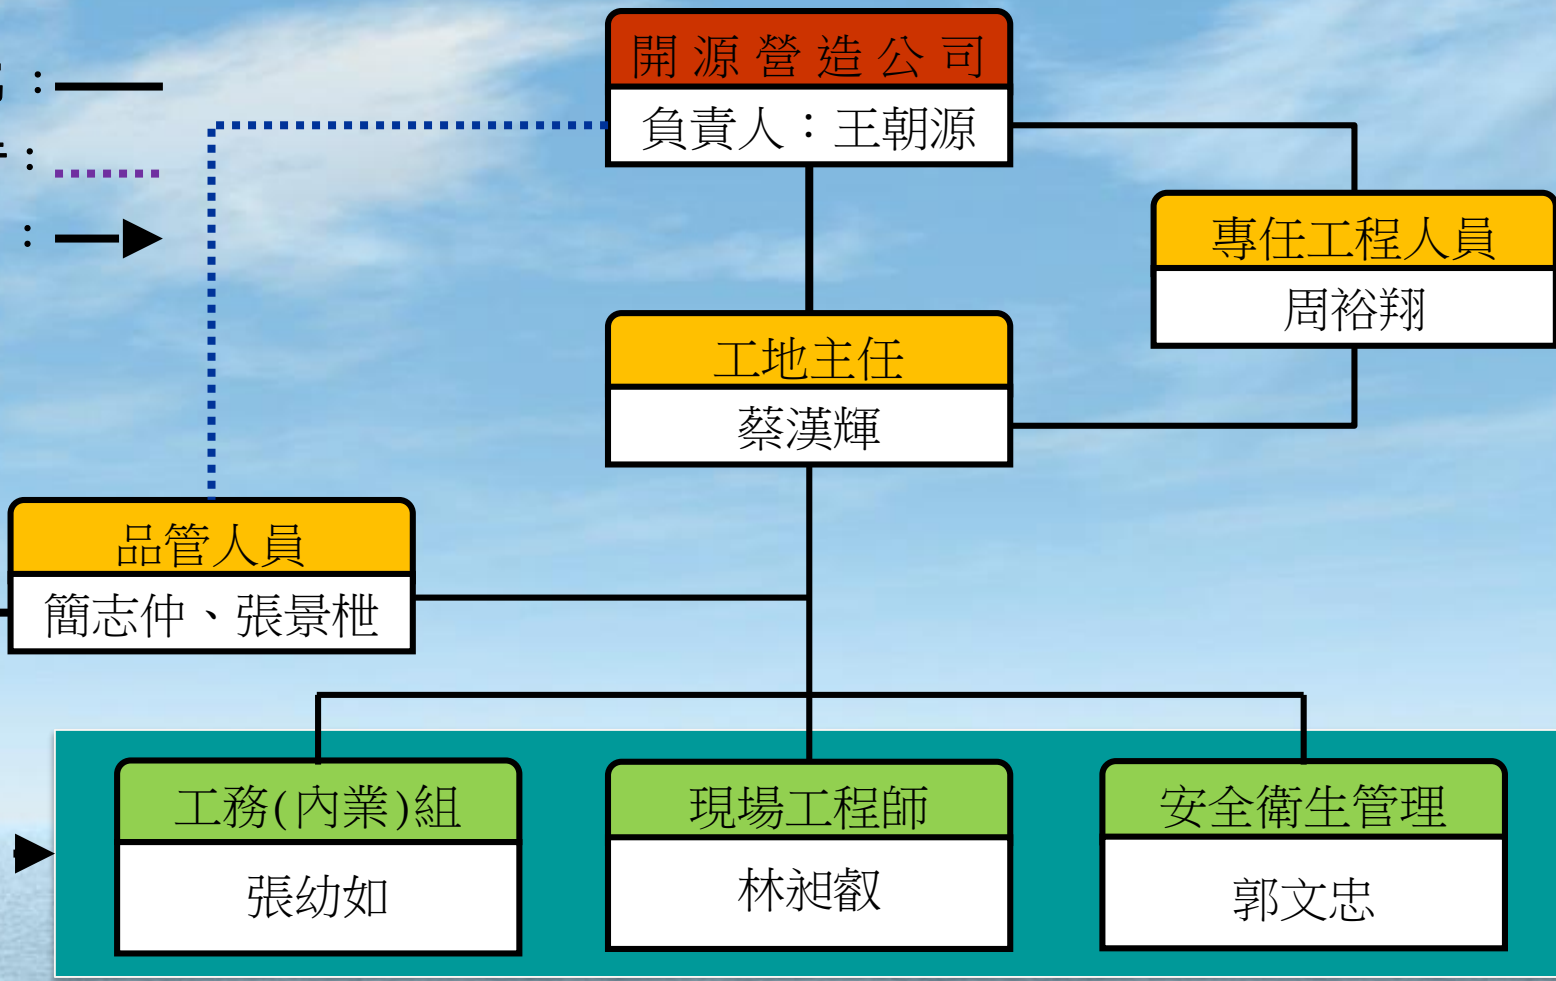 開源營造公司
負責人：王朝源
專任工程人員
周裕翔
工地主任
蔡漢輝
品管人員
簡志仲、張景枻
工務(內業)組
張幼如
現場工程師
林昶叡
安全衛生管理
郭文忠